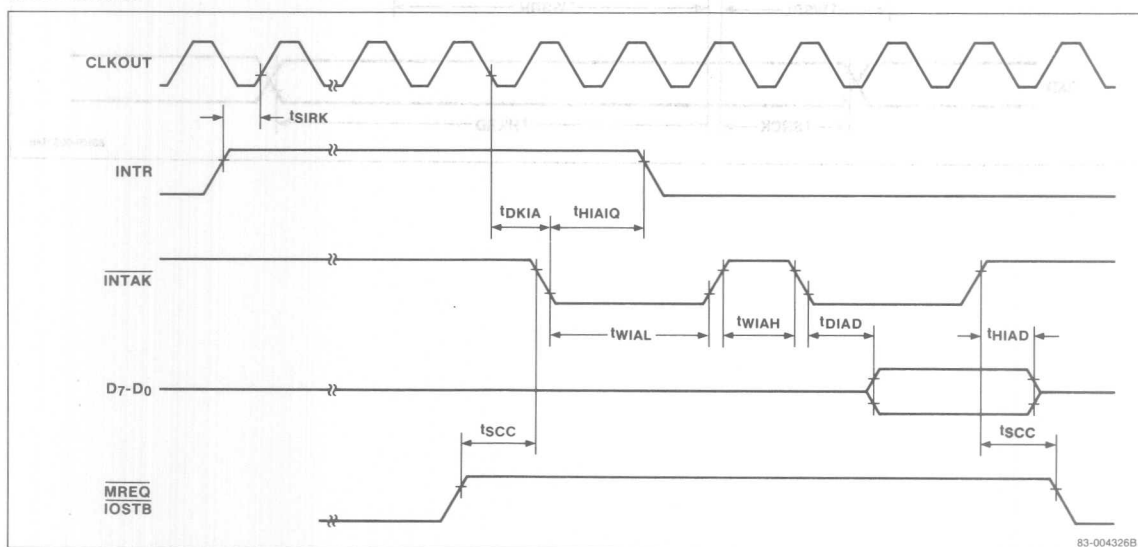 CLKOUT
tSIRK
INTR
tDKIA
tHIAIQ
INTAK
tWIAL
tWIAH
tDIAD
tHIAD
D7-D0
tSCC
tSCC
MREQ
IOSTB
83-004326B